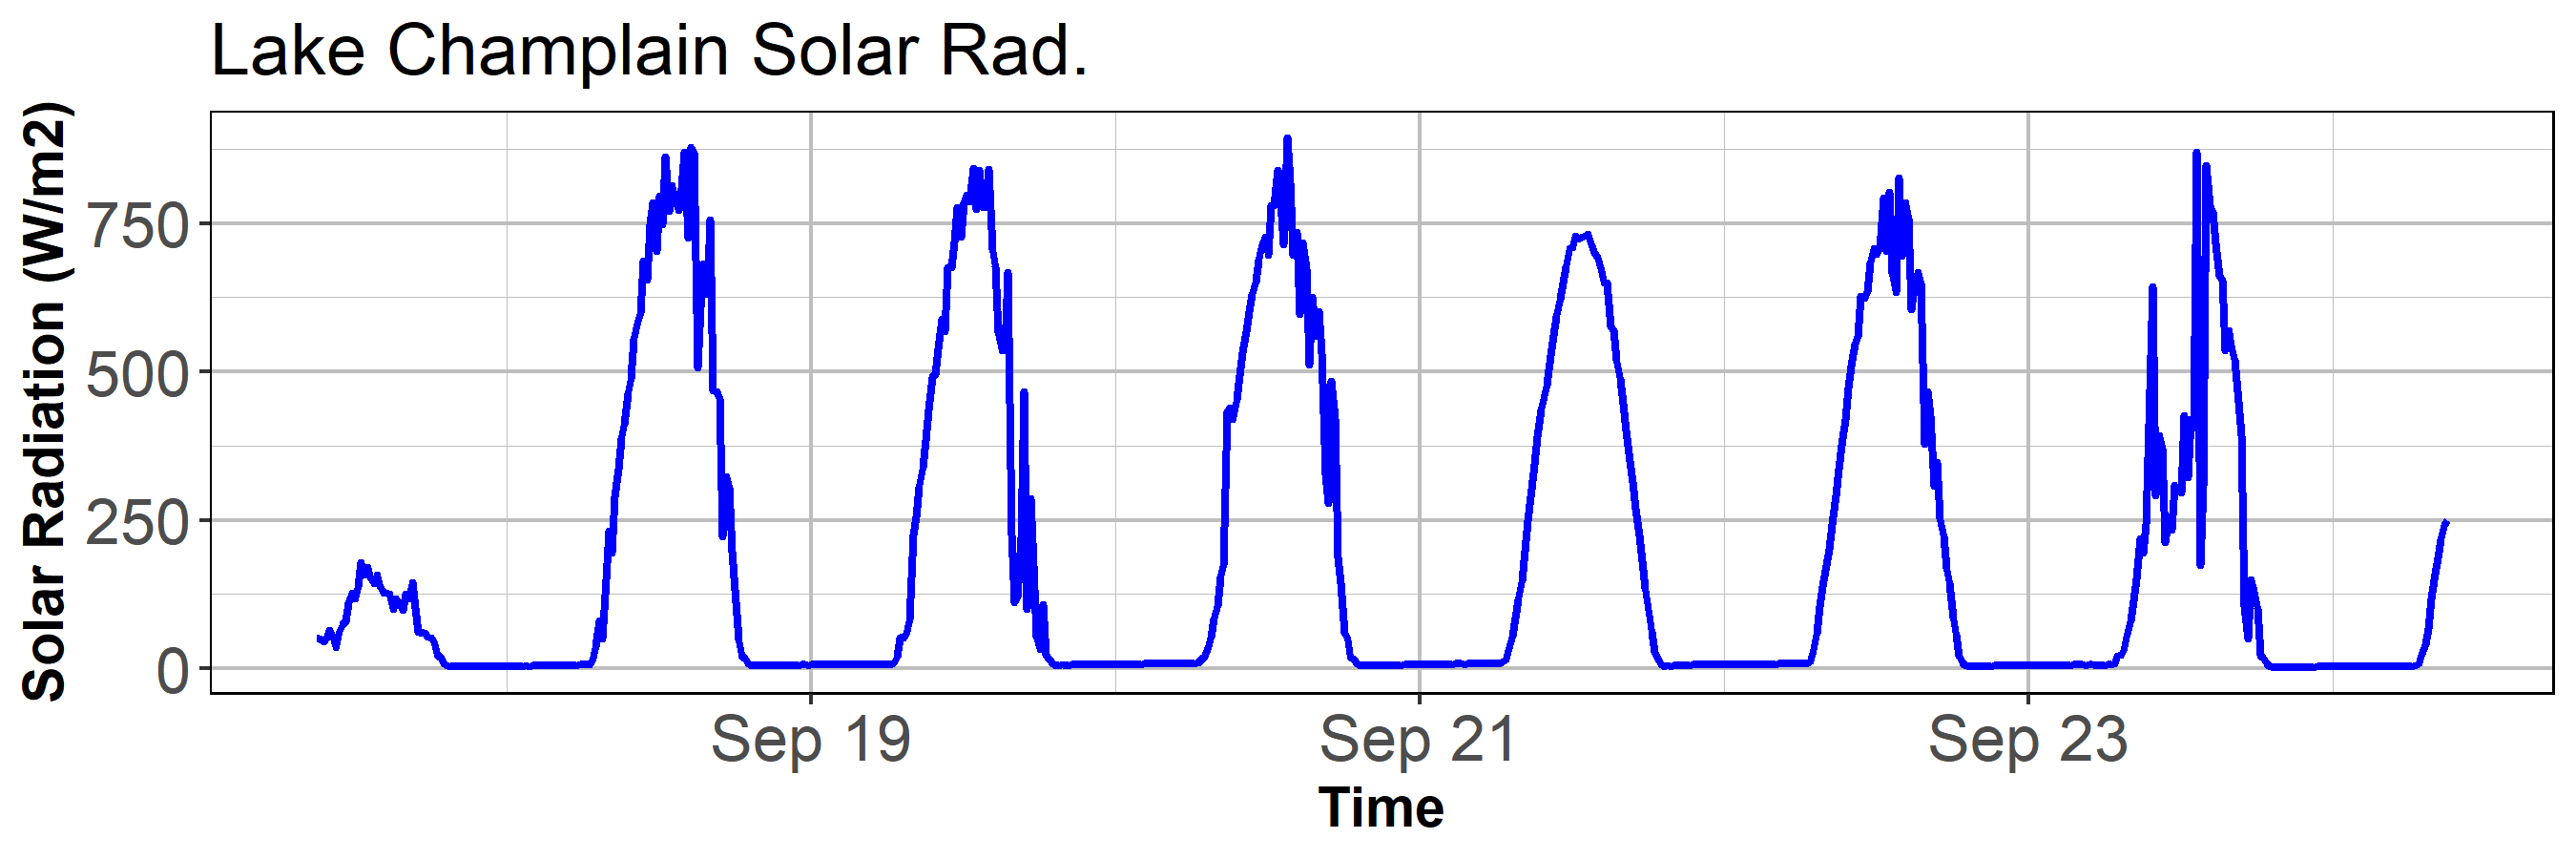 Lake Champlain Solar Rad.
Solar Radiation (W/m2)
750
500
250
0
Sep 19
Sep 21
Sep 23
Time